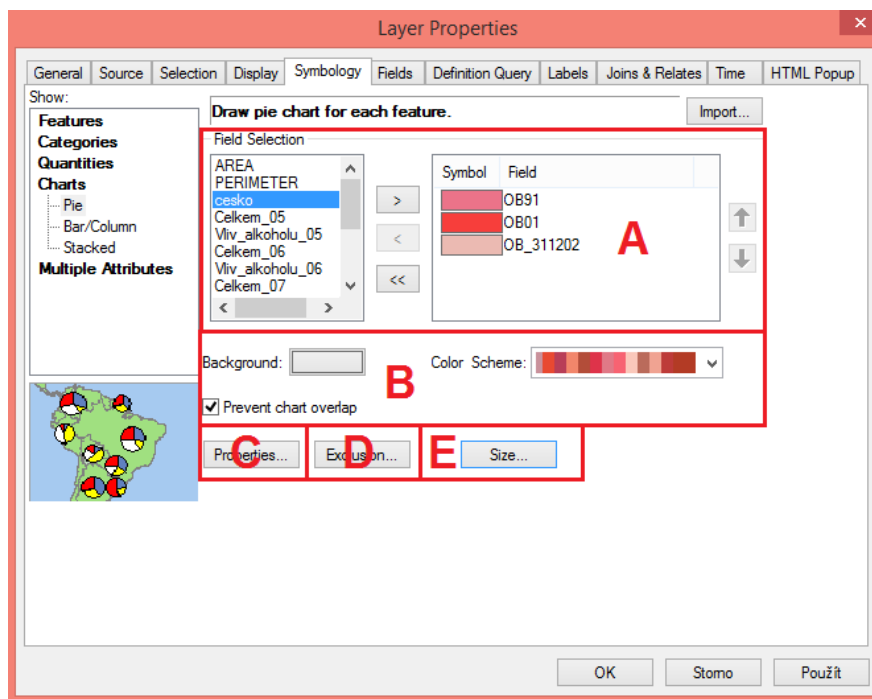 Layer Properties
General Source Selection Display Symbology Fields Definition Query Labels Joins & Relates Time HTML Popup
Show:
Features
Categories
Quantities
Charts
Pie
Bar/Column
Stacked
Multiple Attributes
Draw pie chart for each feature.
Import...
Field Selection
AREA
PERIMETER
cesko
Celkem_05
Vliv_alkoholu_05
Celkem_06
Vliv_alkoholu_06
Celkem_07
>
<
<<
Symbol Field
OB91
OB01
OB_311202
A
Background:
Color Scheme:
B
Prevent chart overlap
Properties...
C
Exclusion...
D
E
Size...
OK Storno Použít